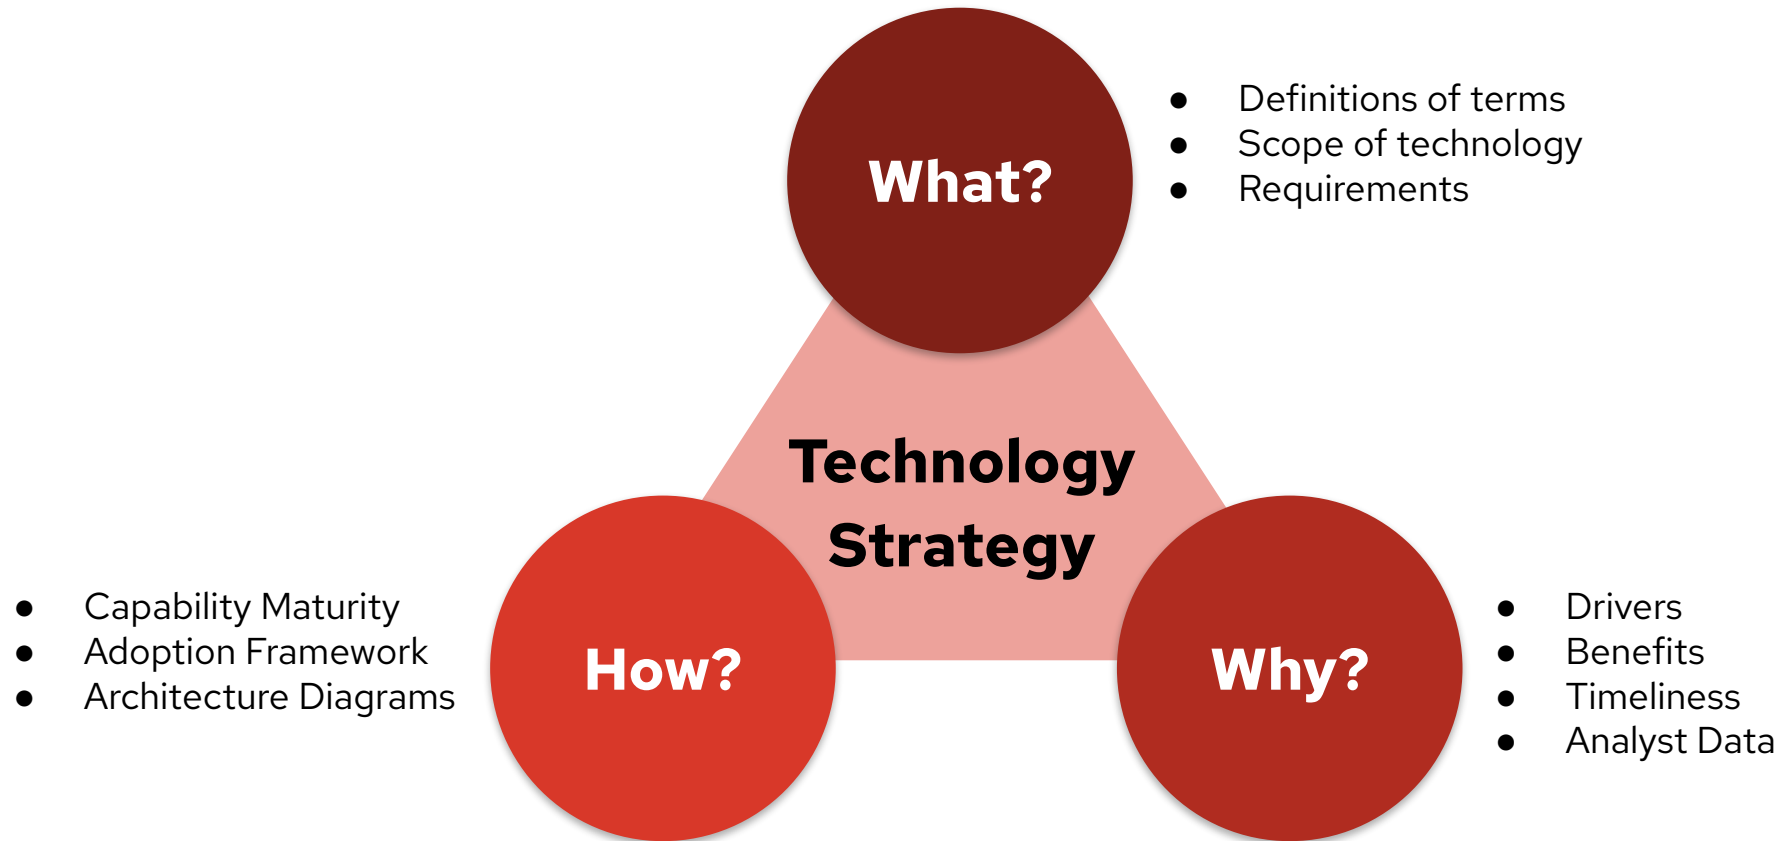 What?
● Definitions of terms
● Scope of technology
● Requirements
Technology
Strategy
● Capability Maturity
● Adoption Framework
● Architecture Diagrams
How?
Why?
● Drivers
● Benefits
● Timeliness
● Analyst Data